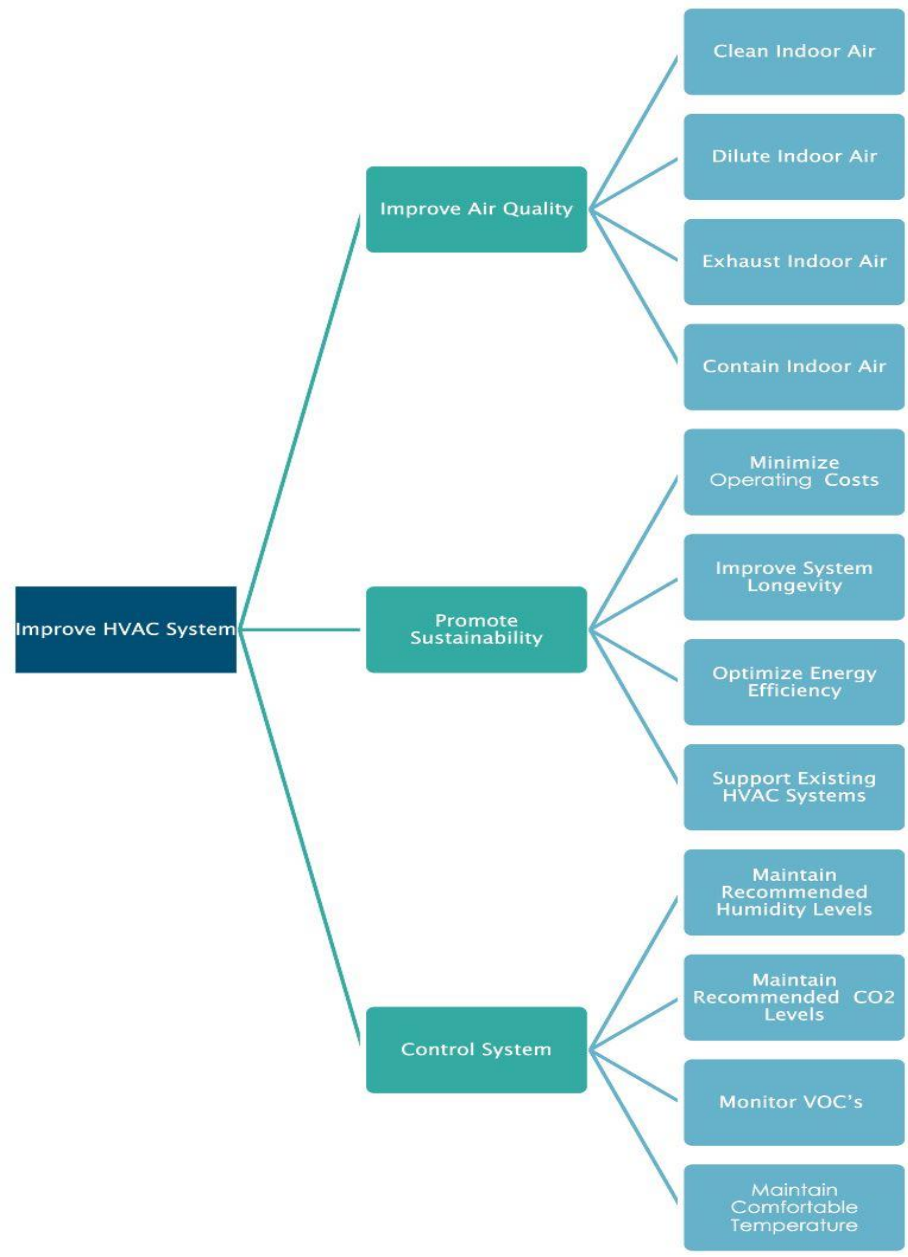 Clean Indoor Air
Dilute Indoor Air
Improve Air Quality
Exhaust Indoor Air
Contain Indoor Air
Minimize
Operating Costs
Improve System
Longevity
Improve HVAC System
Promote
Sustainability
Optimize Energy
Efficiency
Support Existing
HVAC Systems
Maintain
Recommended
Humidity Levels
Maintain
Recommended CO2
Levels
Control System
Monitor VOC's
Maintain
Comfortable
Temperature